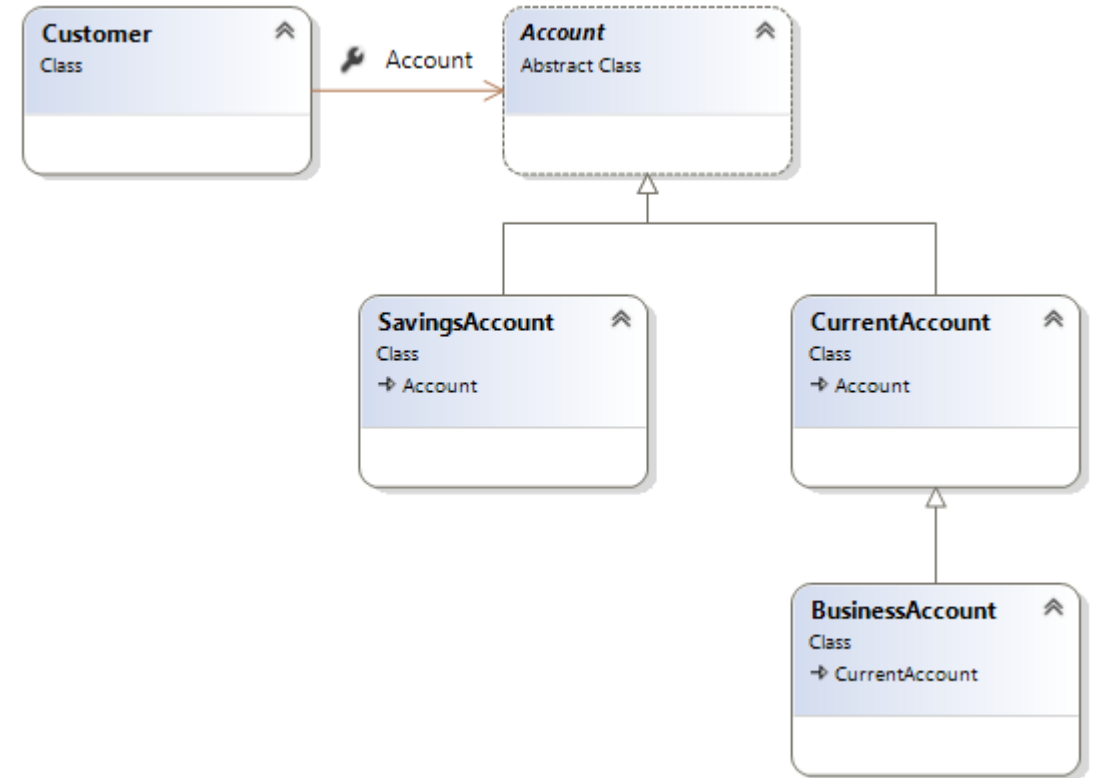 Customer
Class
Account
Account
Abstract Class
SavingsAccount
Class
Account
CurrentAccount
Class
Account
BusinessAccount
Class
CurrentAccount